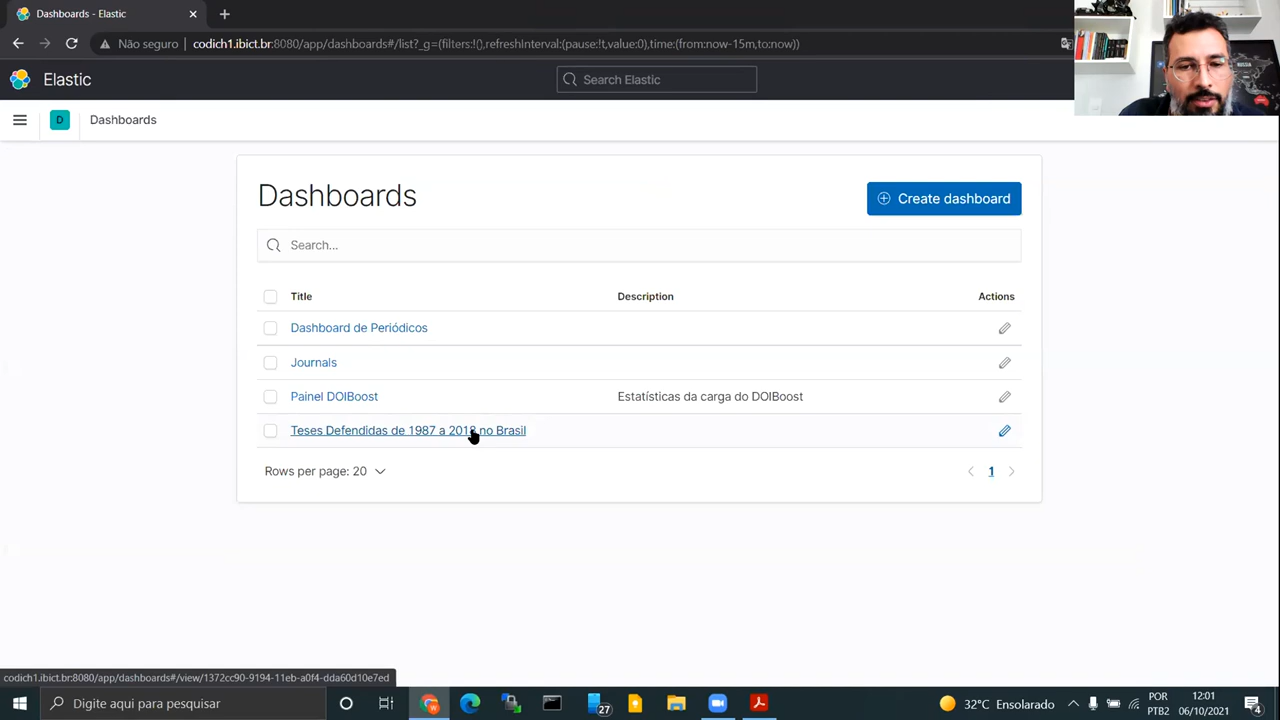 Dashboards - Elastic
Não seguro codich1.ibict.br:8080/app/dashboards#/list?_g=(filters:!(),refreshInterval:(pause:!t,value:0),time:(from:now-15m,to:now))
Elastic
Search Elastic
D Dashboards
Dashboards
Create dashboard
Search...
Title Description Actions
Dashboard de Periódicos
Journals
Painel DOIBoost Estatísticas da carga do DOIBoost
Teses Defendidas de 1987 a no Brasil
Rows per page: 20
1
codich1.ibict.br:8080/app/dashboards#/view/1372cc90-9194-11eb-a0f4-dda60d10e7ed
Digite aqui para pesquisar
27
32°C Ensolarado
POR
PTB2
12:01
06/10/2021
4